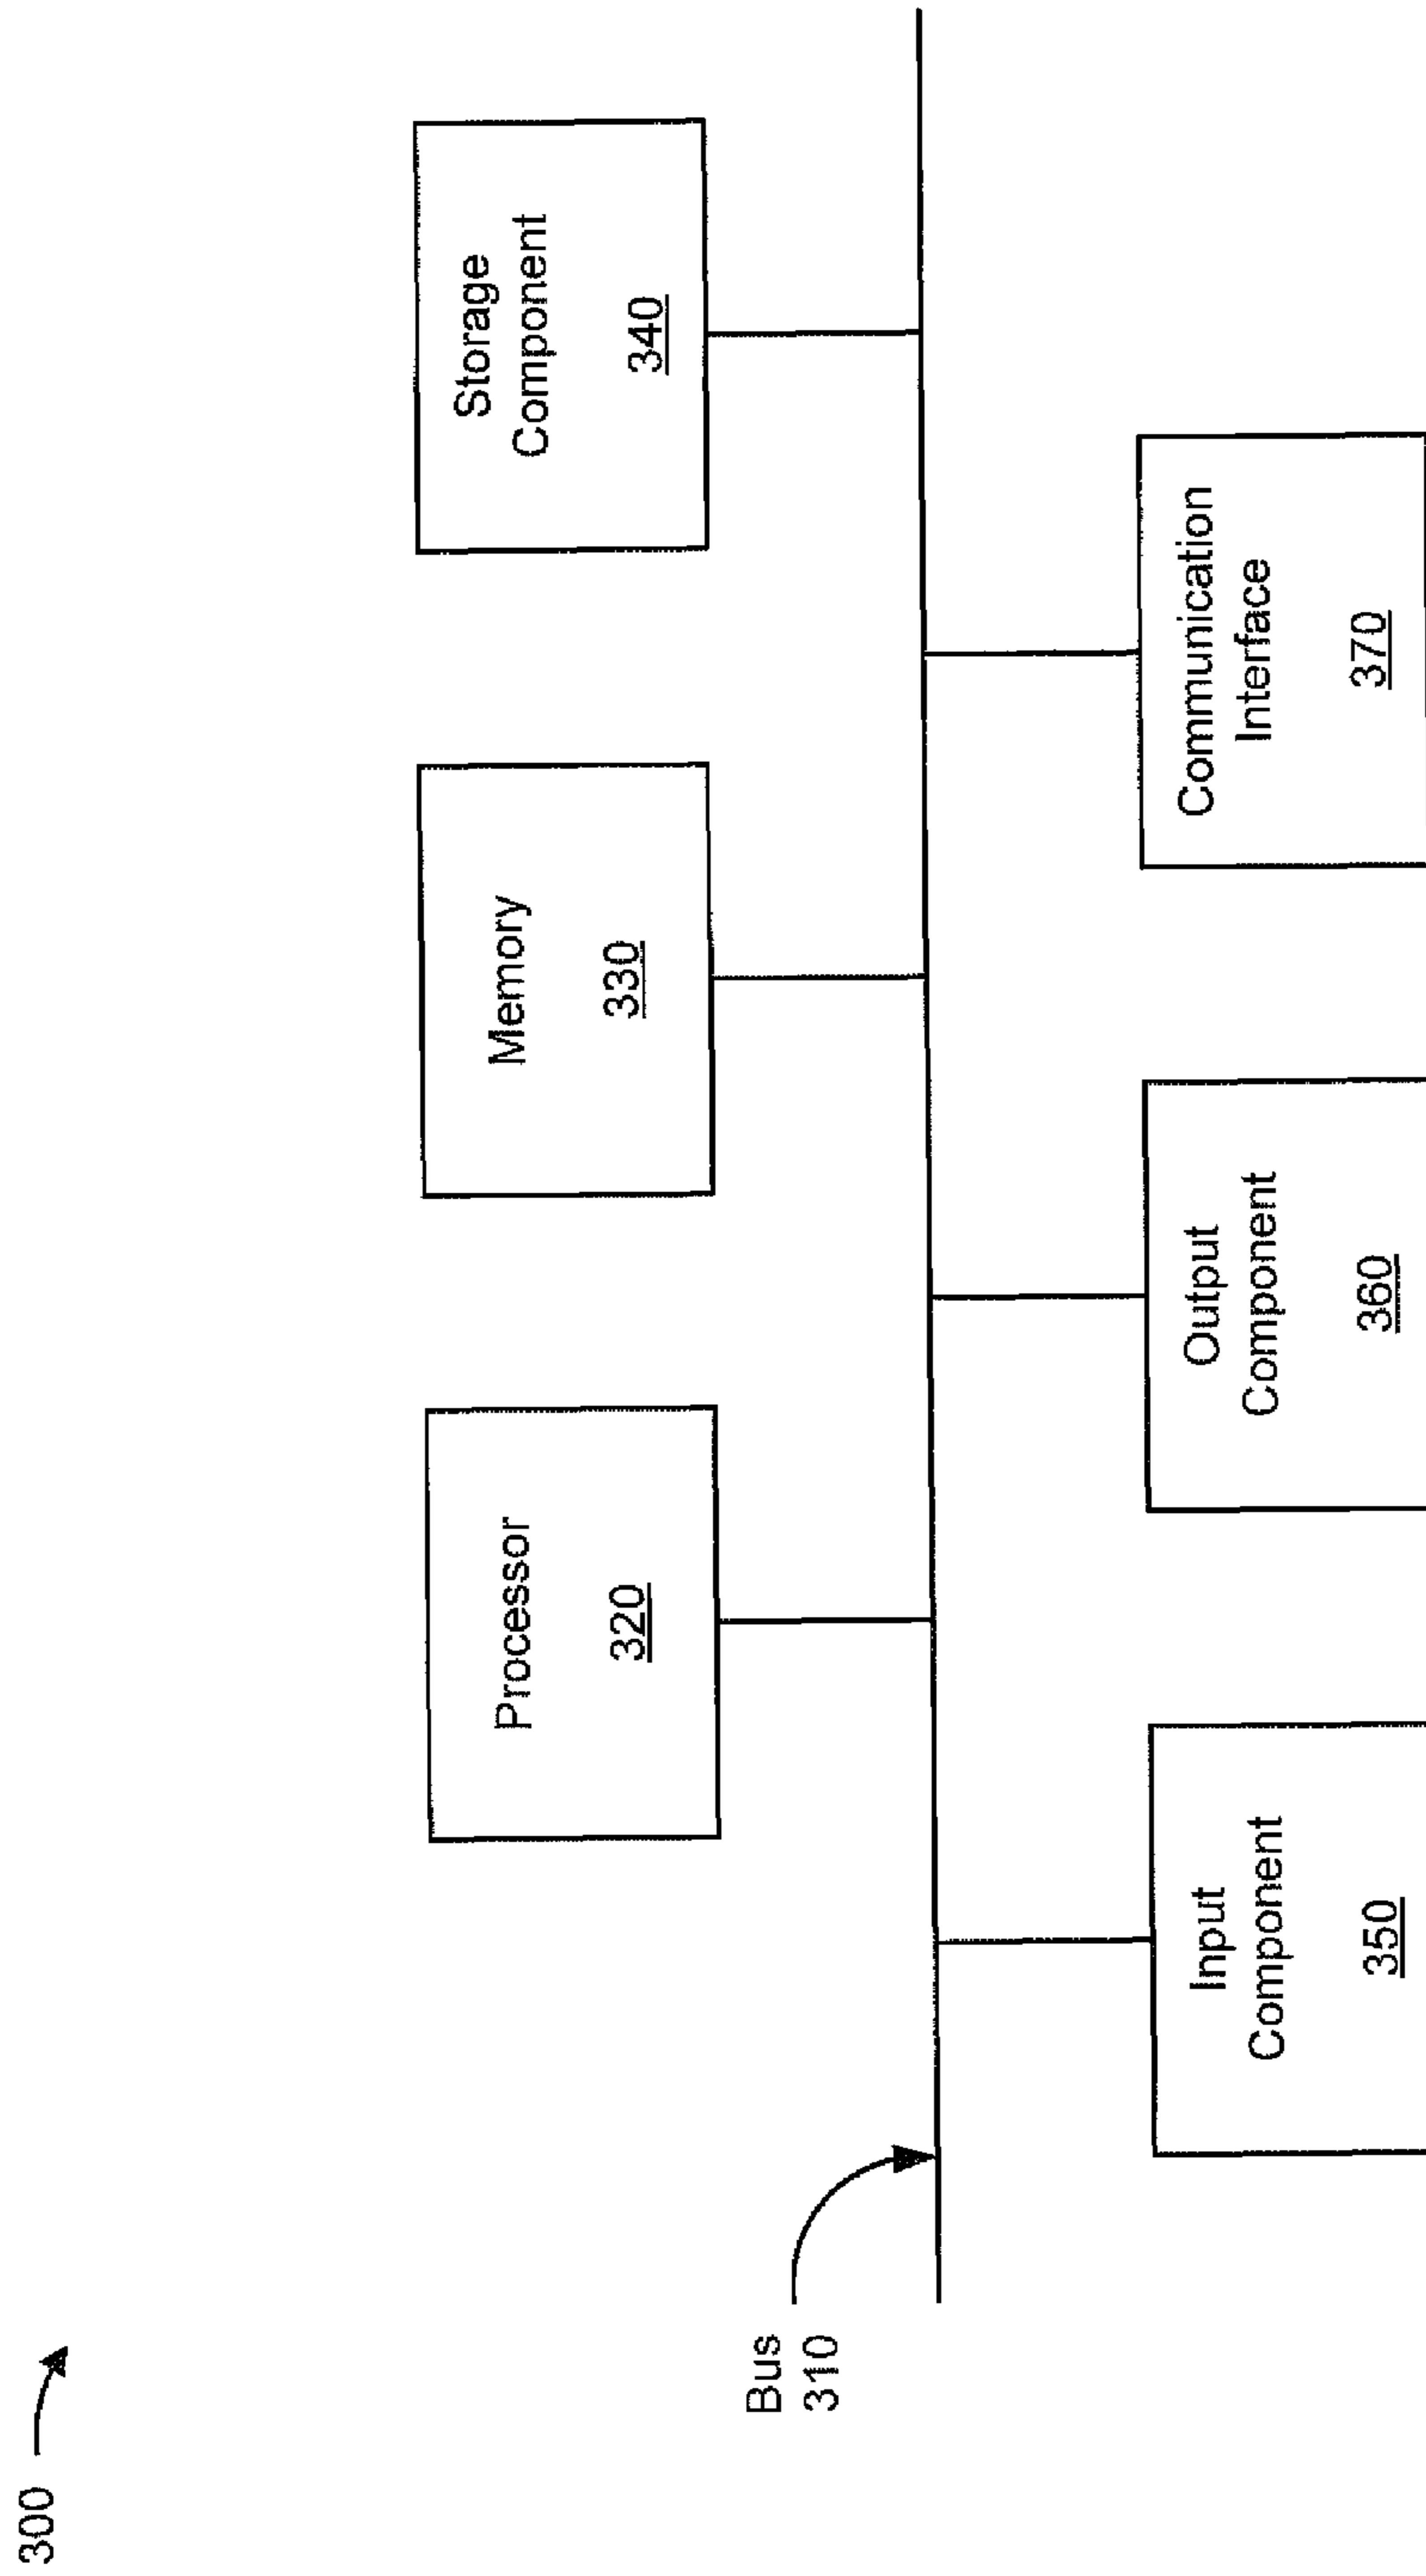 300
Processor
320
Memory
330
Storage
Component
340
Bus
310
Input
Component
350
Output
Component
360
Communication
Interface
370